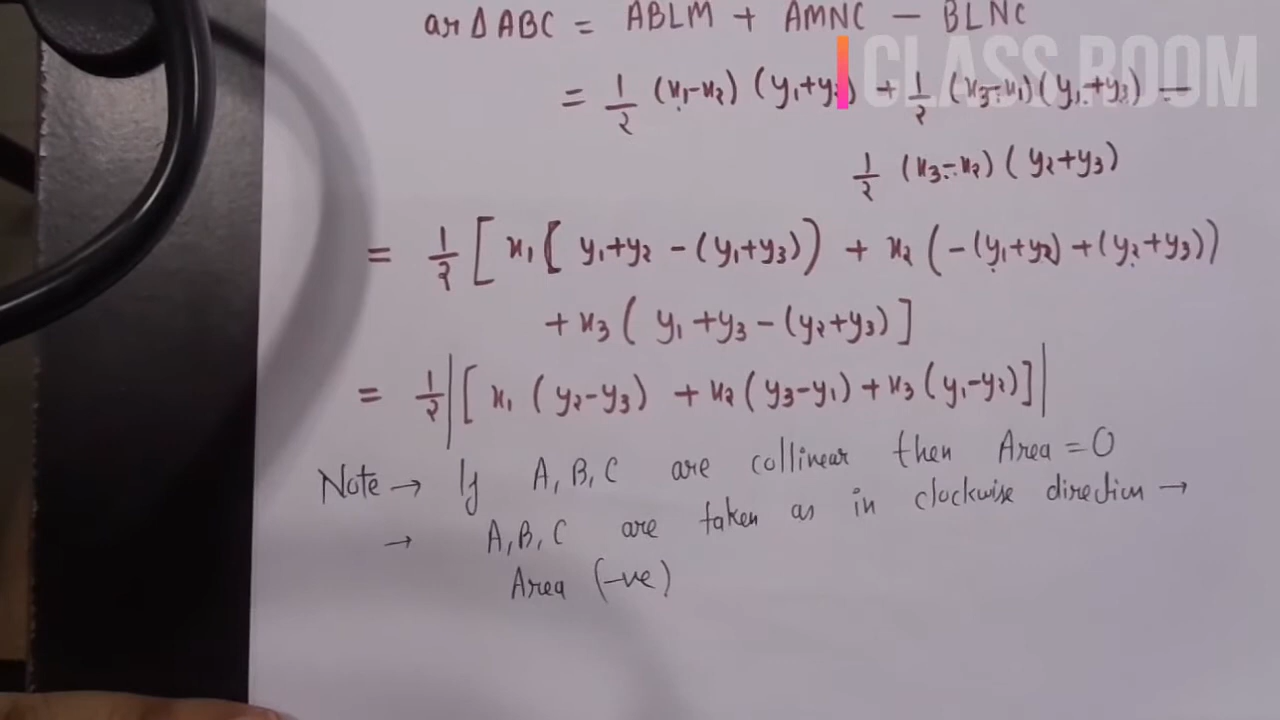 ar Δ ABC = ABLM + AMNC − BLNC
CLASS ROOM
= 1/2 (x₁-x₂) (y₁+y₂) + 1/2 (x₃-x₁) (y₁+y₃) −
1/2 (x₃-x₂) (y₂+y₃)
= 1/2 [ x₁ ( y₁+y₂ - (y₁+y₃)) + x₂ ( -(y₁+y₂) + (y₂+y₃))
+ x₃ ( y₁+y₃ - (y₂+y₃) ]
= 1/2 | [ x₁ ( y₂-y₃) + x₂ ( y₃-y₁) + x₃ ( y₁-y₂) ] |
Note → If A, B, C are collinear then Area = 0
→ A, B, C are taken as in clockwise direction →
Area (-ve)